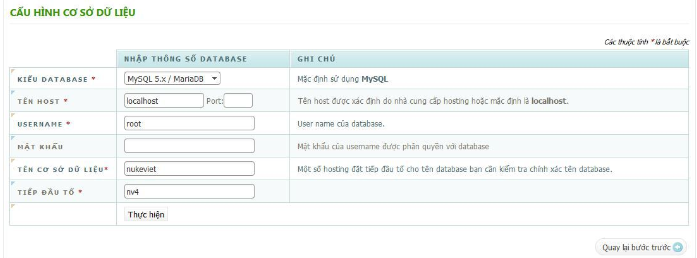 CẤU HÌNH CƠ SỞ DỮ LIỆU
Các thuộc tính * là bắt buộc
NHẬP THÔNG SỐ DATABASE GHI CHÚ
KIỂU DATABASE * MySQL 5.x / MariaDB Mặc định sử dụng MySQL
TÊN HOST * localhost Port: Tên host được xác định do nhà cung cấp hosting hoặc mặc định là localhost.
USERNAME * root User name của database.
MẬT KHẨU Mật khẩu của username được phân quyền với database
TÊN CƠ SỞ DỮ LIỆU* nukeviet Một số hosting đặt tiếp đầu tố cho tên database bạn cần kiểm tra chính xác tên database.
TIẾP ĐẦU TỐ * nv4
Thực hiện
Quay lại bước trước